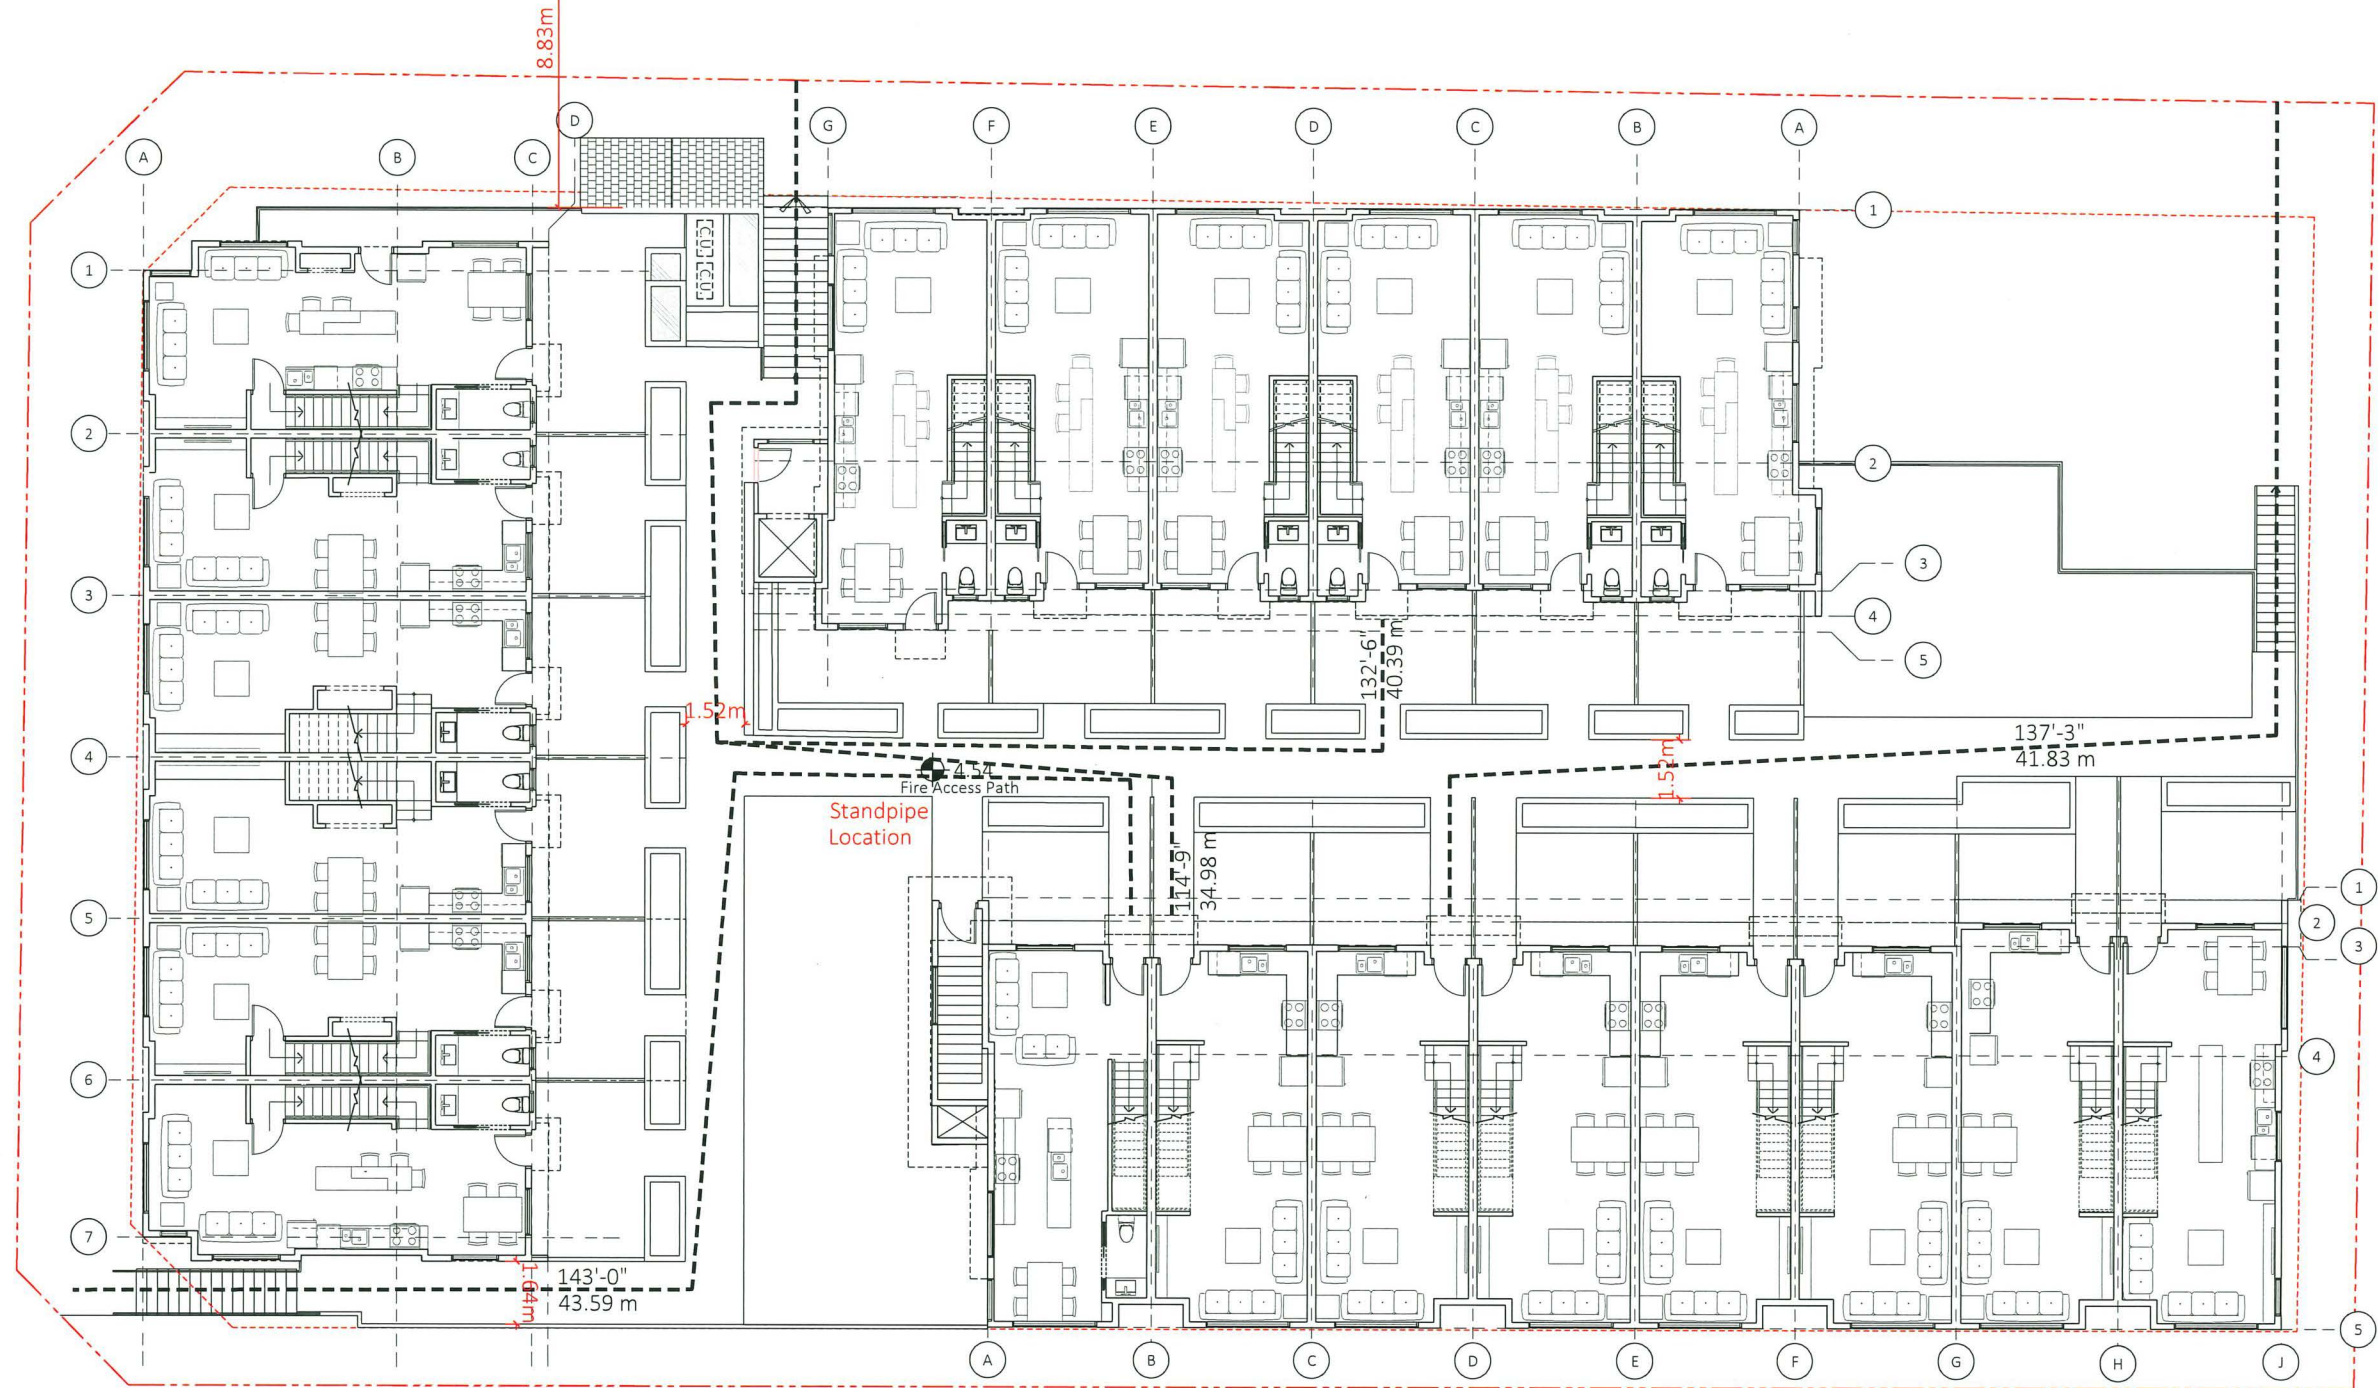 8.83m
D
G
F
E
D
C
B
A
A
B
C
1
C.U.
C.U.
1
2
2
3
3
4
5
132'-6"
40.39 m
1.52m
137'-3"
41.83 m
4
4.54
Fire Access Path
1.52m
Standpipe
Location
114'-9"
34.98 m
1
5
2
3
4
6
7
143'-0"
43.59 m
1.64m
5
A
B
C
D
E
F
G
H
J